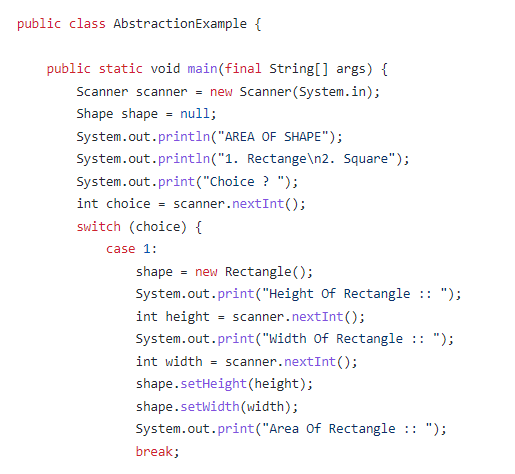 public class AbstractionExample {
public static void main(final String[] args) {
Scanner scanner = new Scanner(System.in);
Shape shape = null;
System.out.println("AREA OF SHAPE");
System.out.println("1. Rectange\n2. Square");
System.out.print("Choice ? ");
int choice = scanner.nextInt();
switch (choice) {
case 1:
shape = new Rectangle();
System.out.print("Height Of Rectangle :: ");
int height = scanner.nextInt();
System.out.print("Width Of Rectangle :: ");
int width = scanner.nextInt();
shape.setHeight(height);
shape.setWidth(width);
System.out.print("Area Of Rectangle :: ");
break;